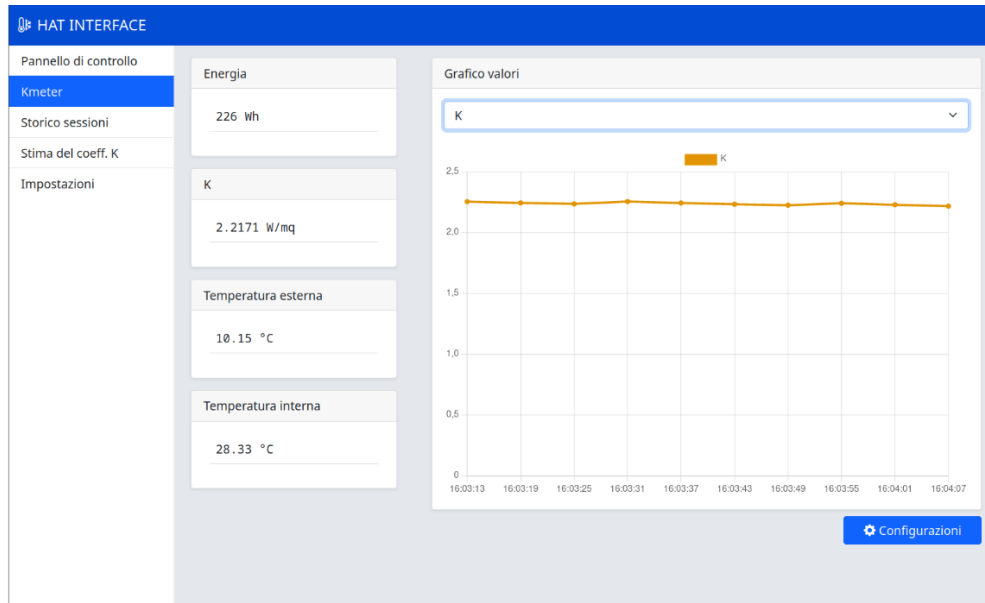 HAT INTERFACE
Pannello di controllo
Kmeter
Storico sessioni
Stima del coeff. K
Impostazioni
Energia
226 Wh
K
2.2171 W/mq
Temperatura esterna
10.15 °C
Temperatura interna
28.33 °C
Grafico valori
K
K
2,5
2,0
1,5
1,0
0,5
0
16:03:13 16:03:19 16:03:25 16:03:31 16:03:37 16:03:43 16:03:49 16:03:55 16:04:01 16:04:07
Configurazioni